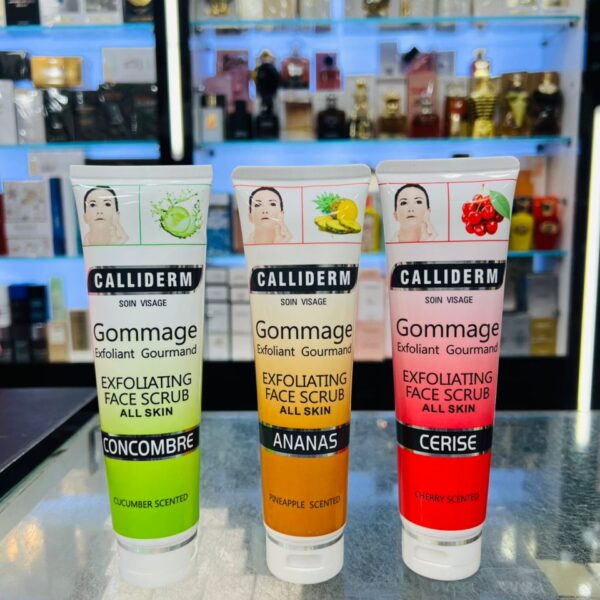 CALLIDERM
SOIN VISAGE
Gommage
Exfoliant Gourmand
EXFOLIATING
FACE SCRUB
ALL SKIN
CONCOMBRE
CUCUMBER SCENTED
CALLIDERM
SOIN VISAGE
Gommage
Exfoliant Gourmand
EXFOLIATING
FACE SCRUB
ALL SKIN
ANANAS
PINEAPPLE SCENTED
CALLIDERM
SOIN VISAGE
Gommage
Exfoliant Gourmand
EXFOLIATING
FACE SCRUB
ALL SKIN
CERISE
CHERRY SCENTED